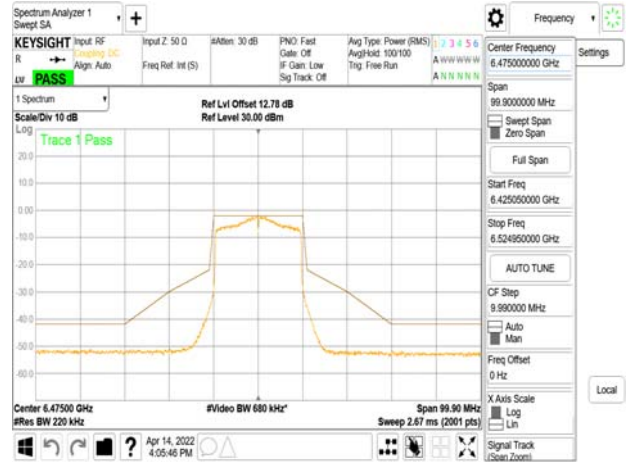 Spectrum Analyzer 1
Swept SA
Frequency
KEYSIGHT Input: RF Input Z: 50 Ω #Atten: 30 dB PNO: Fast Avg Type: Power (RMS) 1 2 3 4 5 6
R Coupling: DC Gate: Off Avg|Hold: 100/100 A W W W W W
Align: Auto Freq Ref: Int (S) IF Gain: Low Trig: Free Run
LU PASS Sig Track: Off A N N N N N
Center Frequency
6.475000000 GHz
Settings
Span
99.9000000 MHz
Swept Span
Zero Span
Full Span
Start Freq
6.425050000 GHz
Stop Freq
6.524950000 GHz
AUTO TUNE
CF Step
9.990000 MHz
Auto
Man
Freq Offset
0 Hz
X Axis Scale
Log
Lin
Signal Track
(Span Zoom)
Local
1 Spectrum
Ref Lvl Offset 12.78 dB
Scale/Div 10 dB Ref Level 30.00 dBm
Log
Trace 1 Pass
20.0
10.0
0.00
-10.0
-20.0
-30.0
-40.0
-50.0
-60.0
Center 6.47500 GHz #Video BW 680 kHz* Span 99.90 MHz
#Res BW 220 kHz Sweep 2.67 ms (2001 pts)
Apr 14, 2022
4:05:46 PM